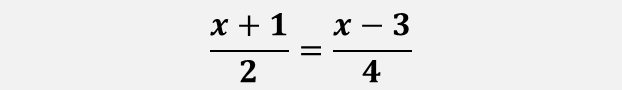 x + 1 / 2 = x − 3 / 4